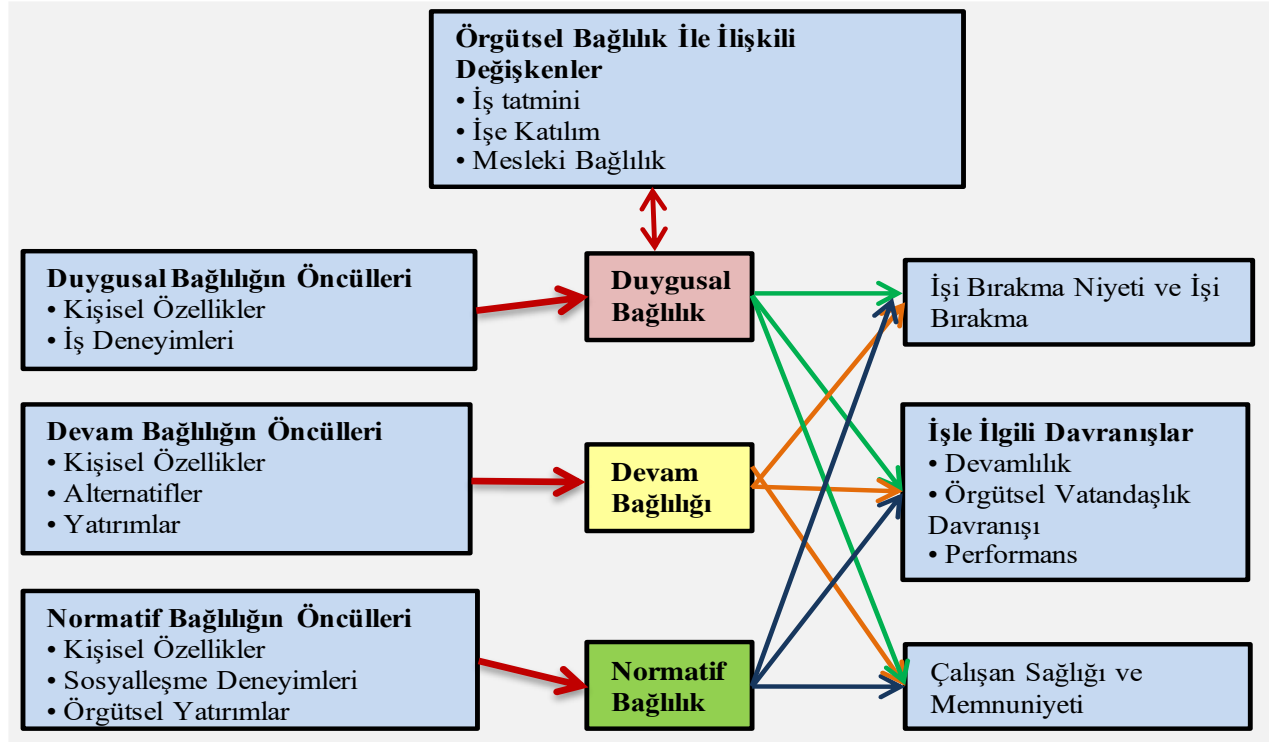 Örgütsel Bağlılık İle İlişkili
Değişkenler
• İş tatmini
• İşe Katılım
• Mesleki Bağlılık
Duygusal Bağlılığın Öncülleri
• Kişisel Özellikler
• İş Deneyimleri
Duygusal
Bağlılık
İşi Bırakma Niyeti ve İşi
Bırakma
Devam Bağlılığın Öncülleri
• Kişisel Özellikler
• Alternatifler
• Yatırımlar
Devam
Bağlılığı
İşle İlgili Davranışlar
• Devamlılık
• Örgütsel Vatandaşlık
Davranışı
• Performans
Normatif Bağlılığın Öncülleri
• Kişisel Özellikler
• Sosyalleşme Deneyimleri
• Örgütsel Yatırımlar
Normatif
Bağlılık
Çalışan Sağlığı ve
Memnuniyeti